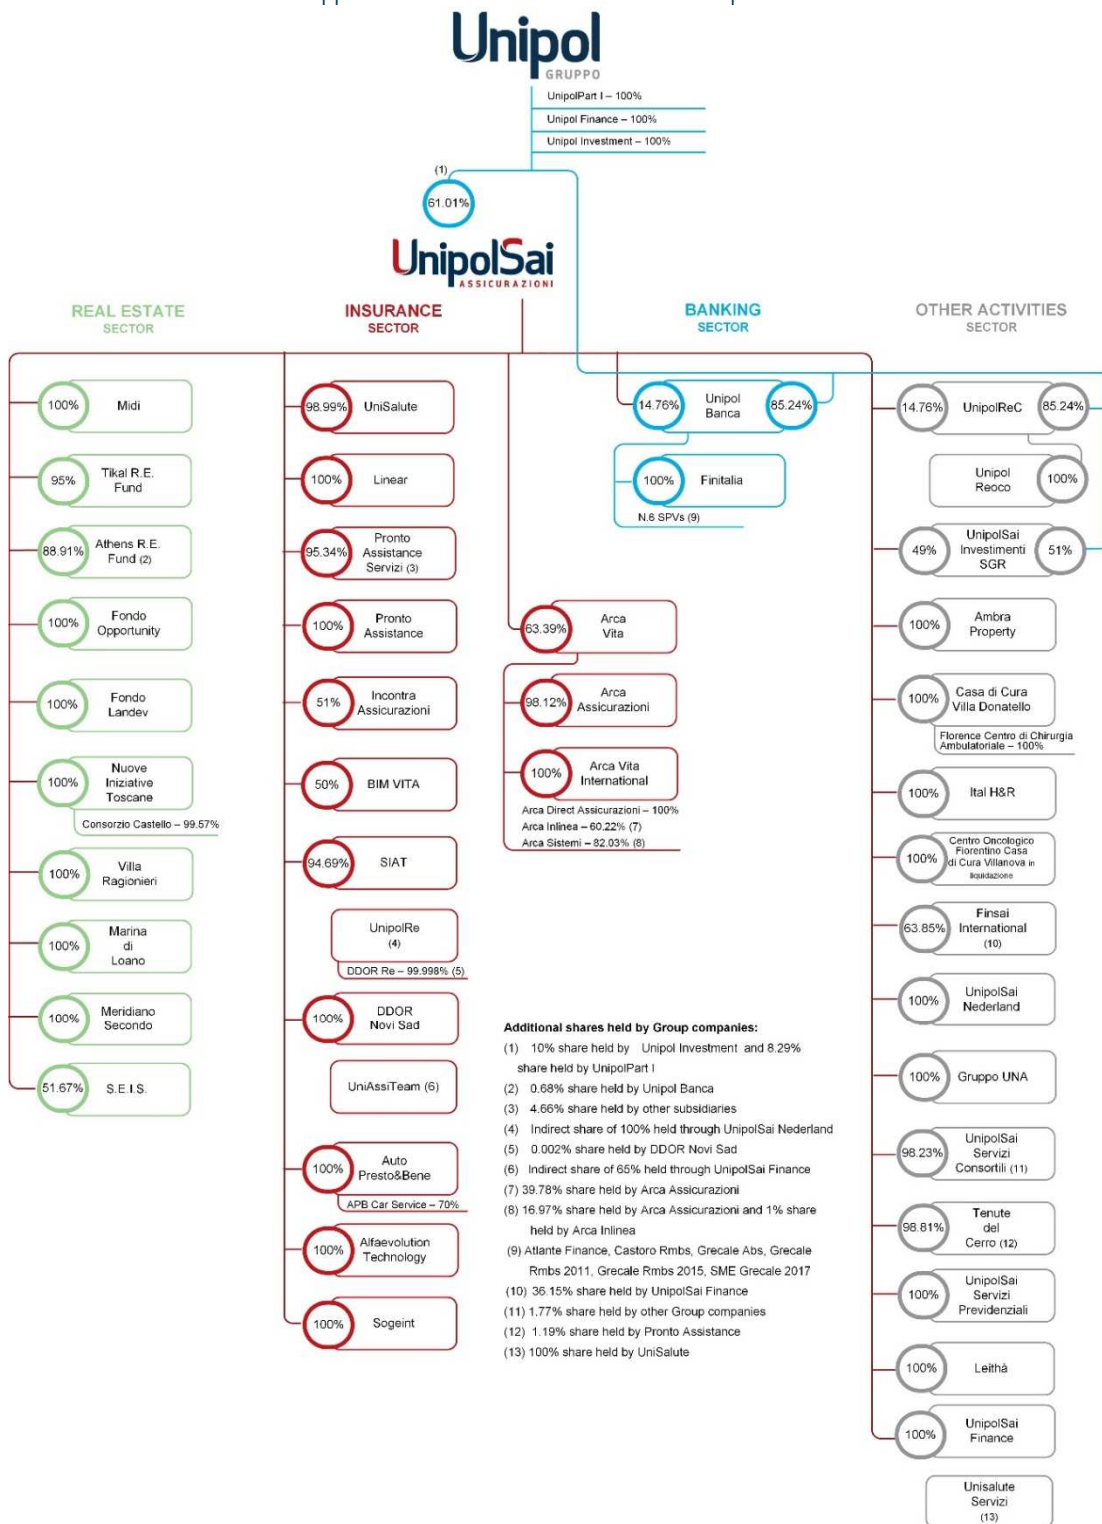 Unipol
GRUPPO
UnipolPart I – 100%
Unipol Finance – 100%
Unipol Investment – 100%
(1)
61.01%
UnipolSai
ASSICURAZIONI
REAL ESTATE
SECTOR
100%
Midi
95%
Tikal R.E.
Fund
88.91%
Athens R.E.
Fund (2)
100%
Fondo
Opportunity
100%
Fondo
Landev
100%
Nuove
Iniziative
Toscane
Consorzio Castello – 99.57%
100%
Villa
Ragionieri
100%
Marina
di
Loano
100%
Meridiano
Secondo
51.67%
S.E.I.S.
INSURANCE
SECTOR
98.99%
UniSalute
100%
Linear
95.34%
Pronto
Assistance
Servizi (3)
100%
Pronto
Assistance
51%
Incontra
Assicurazioni
50%
BIM VITA
94.69%
SIAT
UnipolRe
(4)
DDOR Re – 99.998% (5)
100%
DDOR
Novi Sad
UniAssiTeam (6)
100%
Auto
Presto&Bene
APB Car Service – 70%
100%
Alfaevolution
Technology
100%
Sogeint
63.39%
Arca
Vita
98.12%
Arca
Assicurazioni
100%
Arca Vita
International
Arca Direct Assicurazioni – 100%
Arca Inlinea – 60.22% (7)
Arca Sistemi – 82.03% (8)
BANKING
SECTOR
14.76%
Unipol
Banca
85.24%
100%
Finitalia
N.6 SPVs (9)
OTHER ACTIVITIES
SECTOR
14.76%
UnipolReC
85.24%
Unipol
Reoco
100%
49%
UnipolSai
Investimenti
SGR
51%
100%
Ambra
Property
100%
Casa di Cura
Villa Donatello
Florence Centro di Chirurgia
Ambulatoriale – 100%
100%
Ital H&R
100%
Centro Oncologico
Fiorentino Casa
di Cura Villanova in
liquidazione
63.85%
Finsai
International
(10)
100%
UnipolSai
Nederland
100%
Gruppo UNA
98.23%
UnipolSai
Servizi
Consortili (11)
98.81%
Tenute
del
Cerro (12)
100%
UnipolSai
Servizi
Previdenziali
100%
Leithà
100%
UnipolSai
Finance
Unisalute
Servizi
(13)
Additional shares held by Group companies:
(1) 10% share held by Unipol Investment and 8.29%
share held by UnipolPart I
(2) 0.68% share held by Unipol Banca
(3) 4.66% share held by other subsidiaries
(4) Indirect share of 100% held through UnipolSai Nederland
(5) 0.002% share held by DDOR Novi Sad
(6) Indirect share of 65% held through UnipolSai Finance
(7) 39.78% share held by Arca Assicurazioni
(8) 16.97% share held by Arca Assicurazioni and 1% share
held by Arca Inlinea
(9) Atlante Finance, Castoro Rmbs, Grecale Abs, Grecale
Rmbs 2011, Grecale Rmbs 2015, SME Grecale 2017
(10) 36.15% share held by UnipolSai Finance
(11) 1.77% share held by other Group companies
(12) 1.19% share held by Pronto Assistance
(13) 100% share held by UniSalute